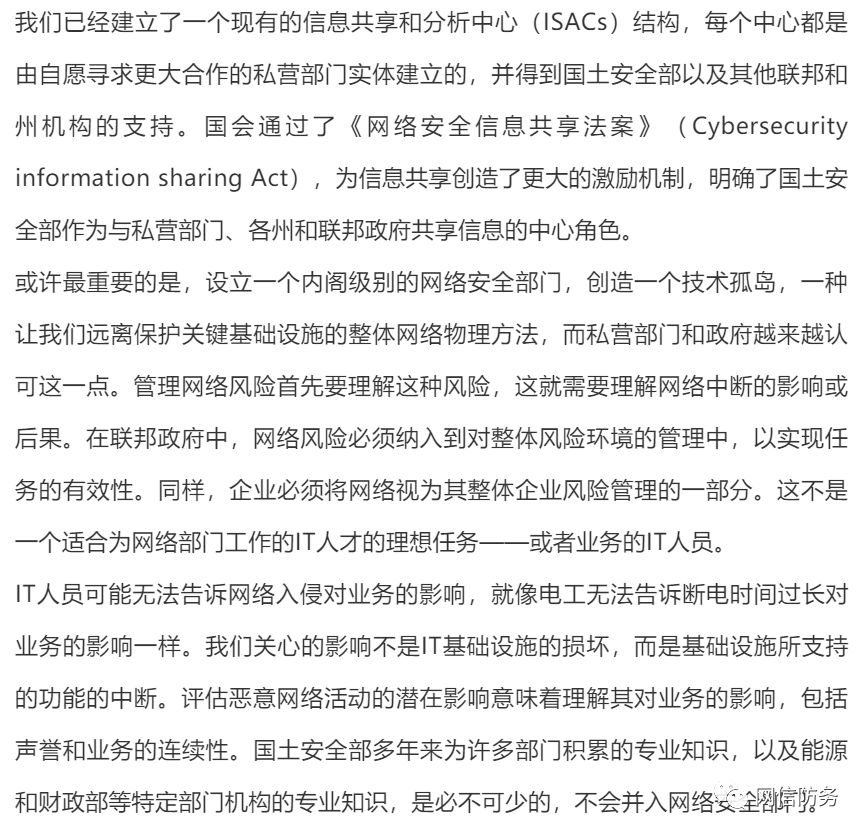 我们已经建立了一个现有的信息共享和分析中心（ISACs）结构，每个中心都是
由自愿寻求更大合作的私营部门实体建立的，并得到国土安全部以及其他联邦和
州机构的支持。国会通过了《网络安全信息共享法案》（Cybersecurity
information sharing Act），为信息共享创造了更大的激励机制，明确了国土安
全部作为与私营部门、各州和联邦政府共享信息的中心角色。
或许最重要的是，设立一个内阁级别的网络安全部门，创造一个技术孤岛，一种
让我们远离保护关键基础设施的整体网络物理方法，而私营部门和政府越来越认
可这一点。管理网络风险首先要理解这种风险，这就需要理解网络中断的影响或
后果。在联邦政府中，网络风险必须纳入到对整体风险环境的管理中，以实现任
务的有效性。同样，企业必须将网络视为其整体企业风险管理的一部分。这不是
一个适合为网络部门工作的IT人才的理想任务——或者业务的IT人员。
IT人员可能无法告诉网络入侵对业务的影响，就像电工无法告诉断电时间过长对
业务的影响一样。我们关心的影响不是IT基础设施的损坏，而是基础设施所支持
的功能的中断。评估恶意网络活动的潜在影响意味着理解其对业务的影响，包括
声誉和业务的连续性。国土安全部多年来为许多部门积累的专业知识，以及能源
和财政部等特定部门机构的专业知识，是必不可少的，不会并入网络安全部门。
网信防务